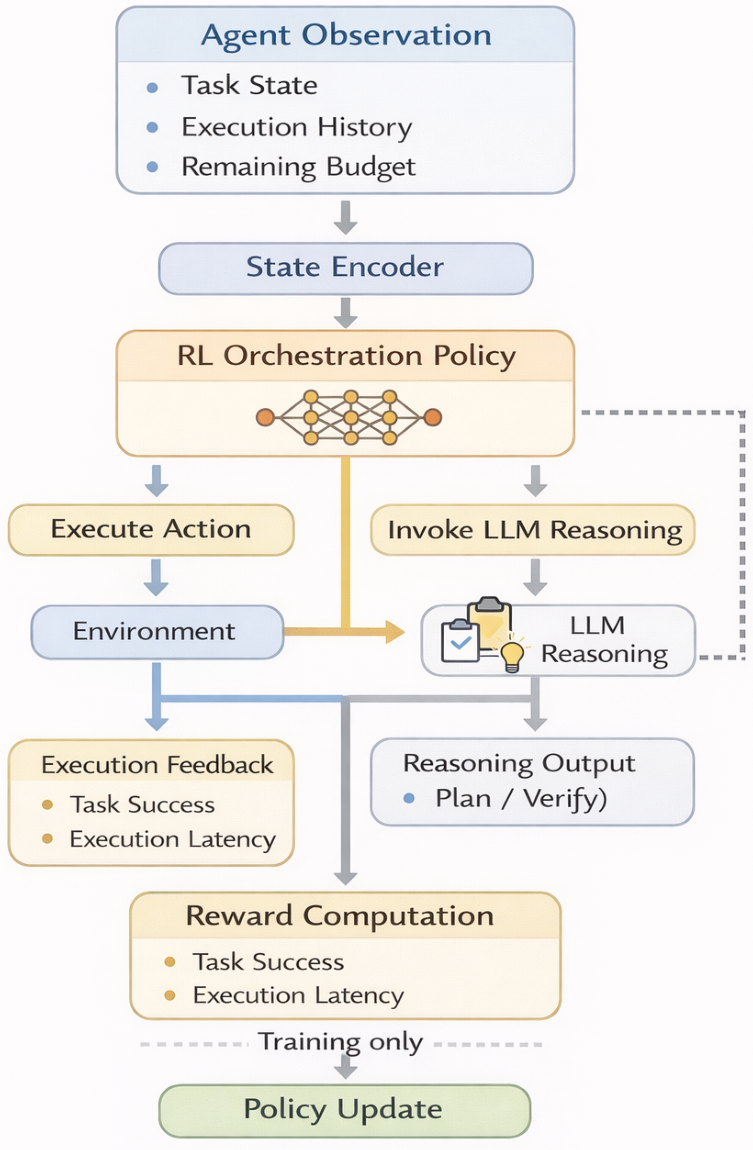 Agent Observation
Task State
Execution History
Remaining Budget
State Encoder
RL Orchestration Policy
Execute Action
Invoke LLM Reasoning
Environment
LLM
Reasoning
Execution Feedback
Task Success
Execution Latency
Reasoning Output
Plan / Verify)
Reward Computation
Task Success
Execution Latency
Training only
Policy Update